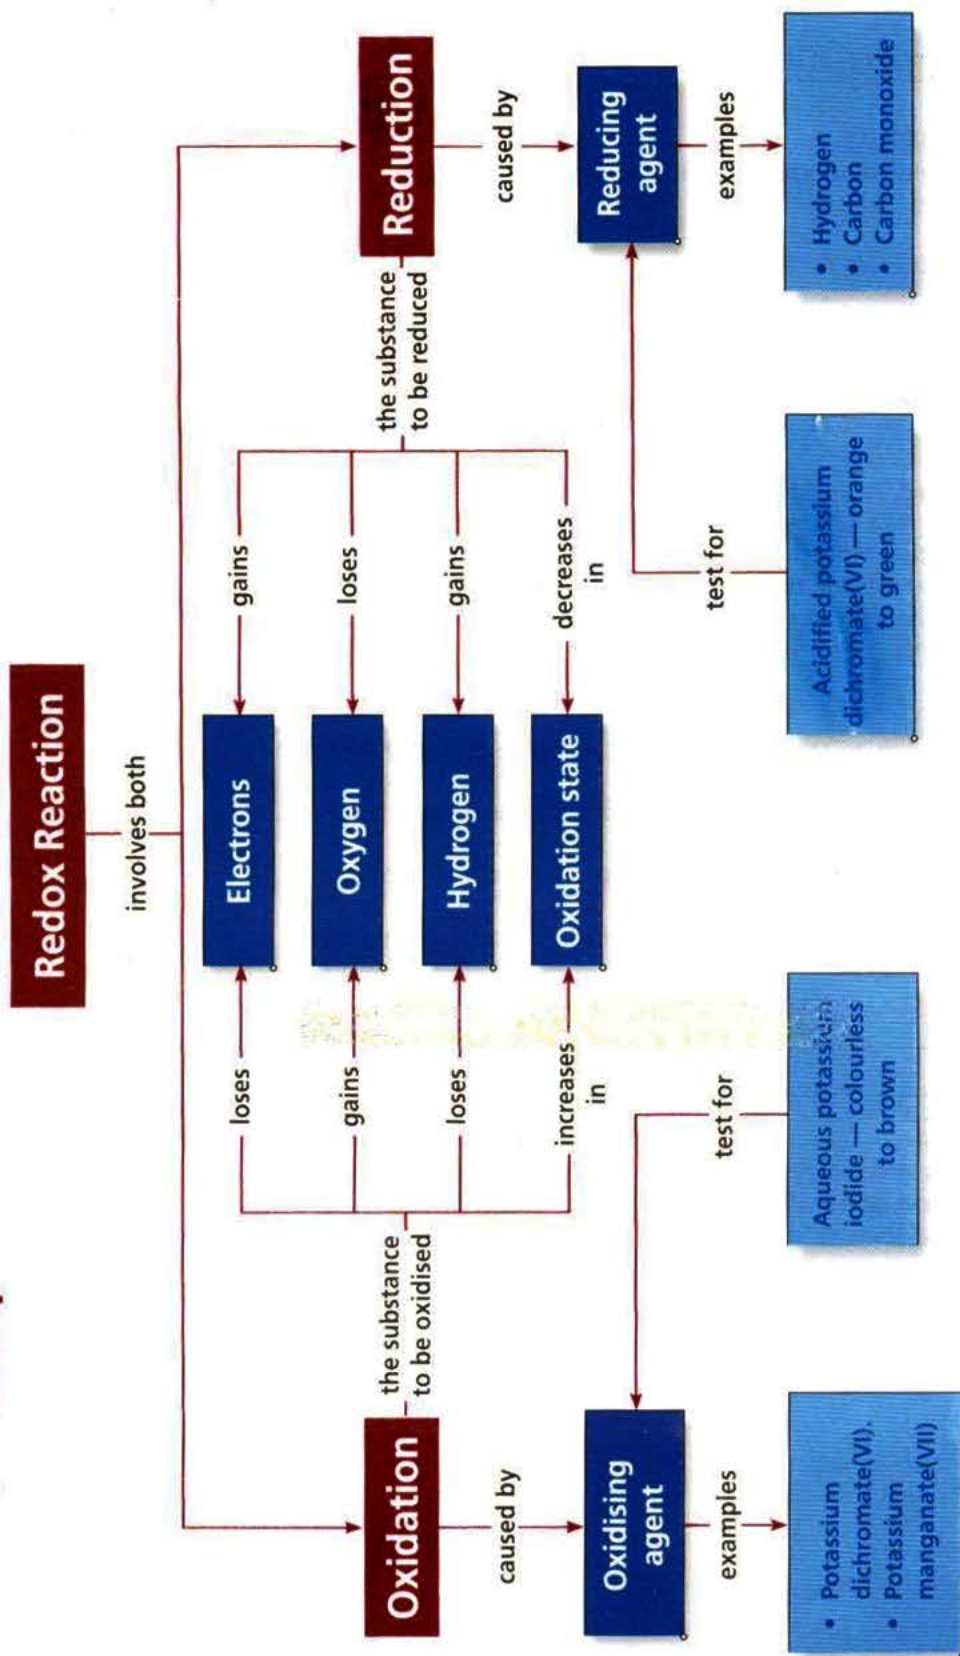 Redox Reaction
involves both
Oxidation
the substance
to be oxidised
loses
gains
loses
increases
in
Electrons
Oxygen
Hydrogen
Oxidation state
gains
loses
gains
decreases
in
the substance
to be reduced
Reduction
caused by
Oxidising
agent
examples
• Potassium
dichromate(VI).
• Potassium
manganate(VII)
test for
Aqueous potassium
iodide — colourless
to brown
test for
Acidified potassium
dichromate(VI) — orange
to green
caused by
Reducing
agent
examples
• Hydrogen
• Carbon
• Carbon monoxide